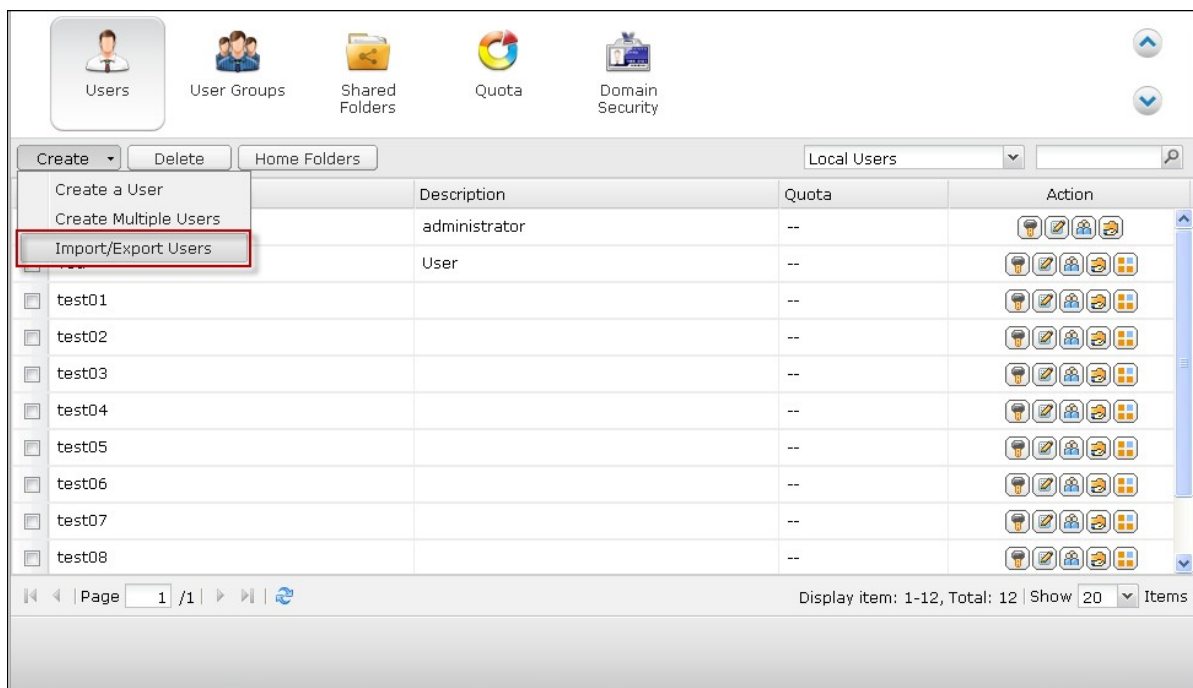 Users
User Groups
Shared Folders
Quota
Domain Security
Create
Delete
Home Folders
Local Users
Create a User
Create Multiple Users
Import/Export Users
Description
Quota
Action
administrator
--
User
--
test01
--
test02
--
test03
--
test04
--
test05
--
test06
--
test07
--
test08
--
Page 1 /1
Display item: 1-12, Total: 12 Show 20 Items